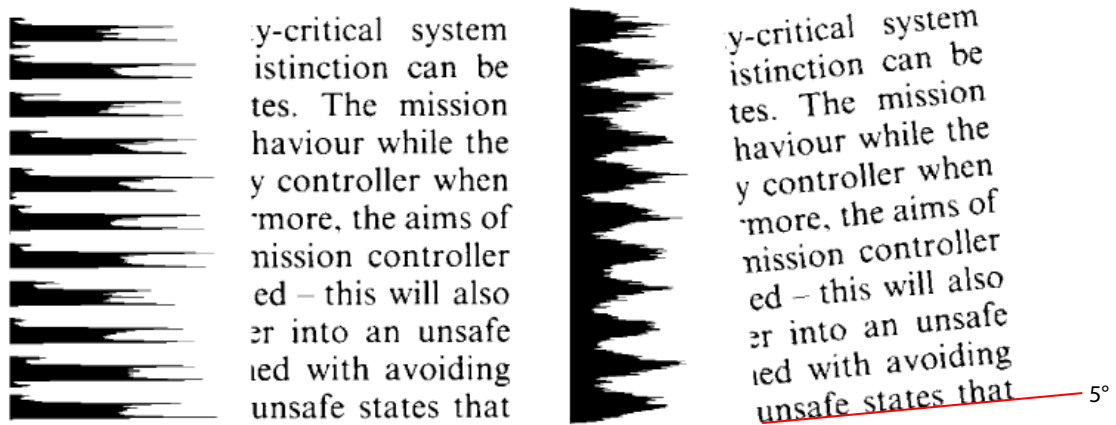 y-critical system
istinction can be
tes. The mission
haviour while the
y controller when
more, the aims of
mission controller
ed – this will also
er into an unsafe
ned with avoiding
unsafe states that
y-critical system
istinction can be
tes. The mission
haviour while the
y controller when
more, the aims of
nission controller
ed – this will also
er into an unsafe
ned with avoiding
unsafe states that
5°